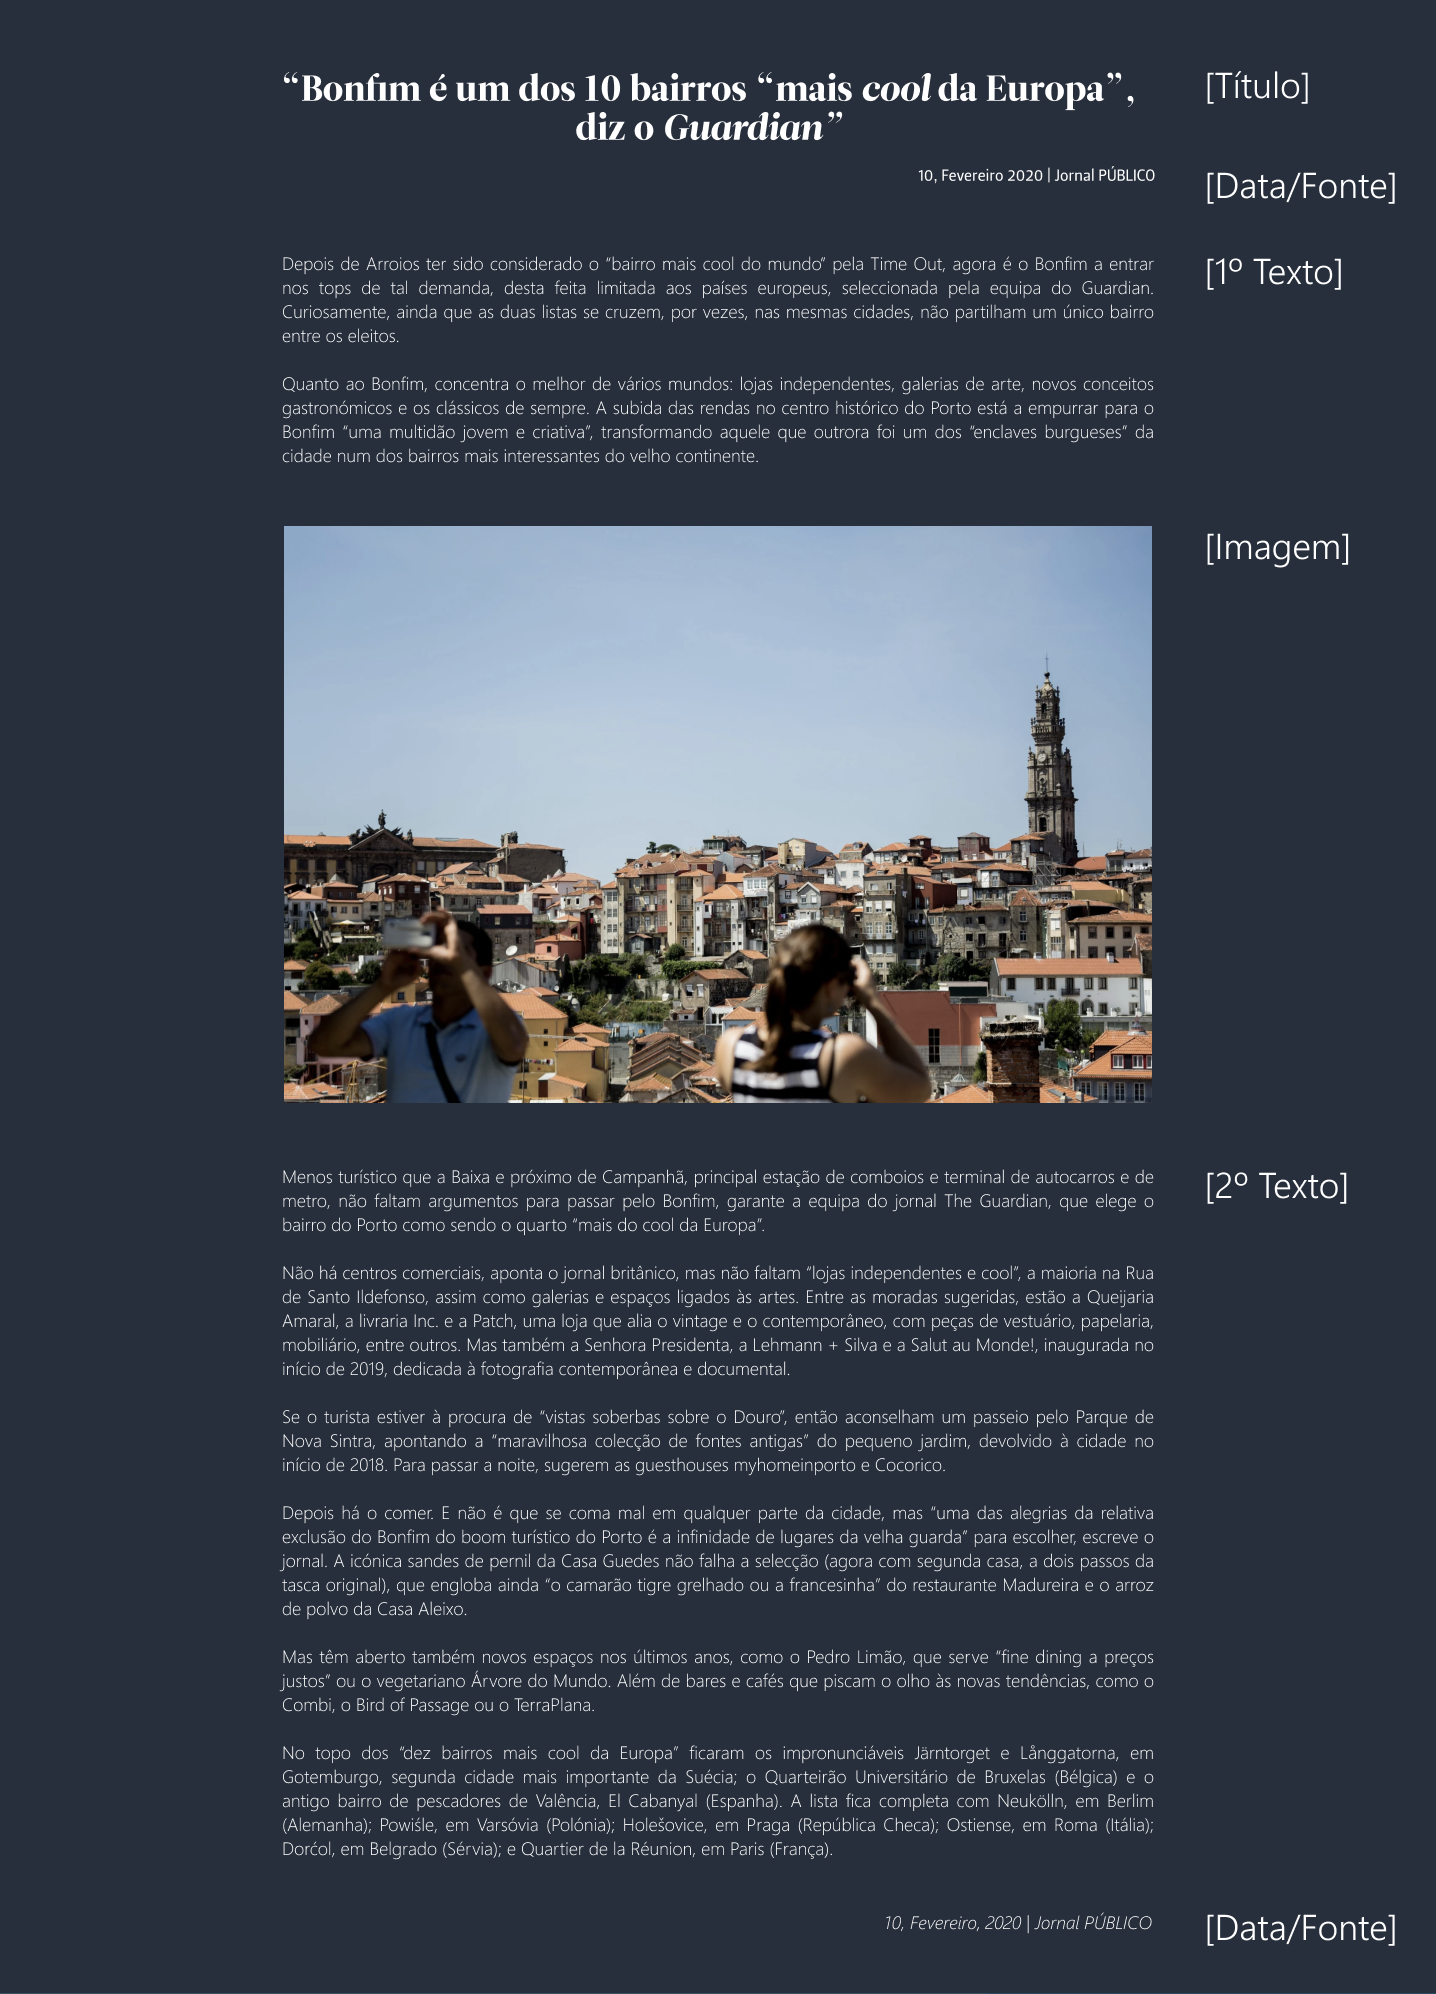 “Bonfim é um dos 10 bairros “mais cool da Europa”,
diz o Guardian”
[Título]
10, Fevereiro 2020 | Jornal PÚBLICO
[Data/Fonte]
Depois de Arroios ter sido considerado o “bairro mais cool do mundo” pela Time Out, agora é o Bonfim a entrar
nos tops de tal demanda, desta feita limitada aos países europeus, seleccionada pela equipa do Guardian.
Curiosamente, ainda que as duas listas se cruzem, por vezes, nas mesmas cidades, não partilham um único bairro
entre os eleitos.
[1º Texto]
Quanto ao Bonfim, concentra o melhor de vários mundos: lojas independentes, galerias de arte, novos conceitos
gastronómicos e os clássicos de sempre. A subida das rendas no centro histórico do Porto está a empurrar para o
Bonfim “uma multidão jovem e criativa”, transformando aquele que outrora foi um dos “enclaves burgueses” da
cidade num dos bairros mais interessantes do velho continente.
[Imagem]
Menos turístico que a Baixa e próximo de Campanhã, principal estação de comboios e terminal de autocarros e de
metro, não faltam argumentos para passar pelo Bonfim, garante a equipa do jornal The Guardian, que elege o
bairro do Porto como sendo o quarto “mais do cool da Europa”.
[2º Texto]
Não há centros comerciais, aponta o jornal britânico, mas não faltam “lojas independentes e cool”, a maioria na Rua
de Santo Ildefonso, assim como galerias e espaços ligados às artes. Entre as moradas sugeridas, estão a Queijaria
Amaral, a livraria Inc. e a Patch, uma loja que alia o vintage e o contemporâneo, com peças de vestuário, papelaria,
mobiliário, entre outros. Mas também a Senhora Presidenta, a Lehmann + Silva e a Salut au Monde!, inaugurada no
início de 2019, dedicada à fotografia contemporânea e documental.
Se o turista estiver à procura de “vistas soberbas sobre o Douro”, então aconselham um passeio pelo Parque de
Nova Sintra, apontando a “maravilhosa colecção de fontes antigas” do pequeno jardim, devolvido à cidade no
início de 2018. Para passar a noite, sugerem as guesthouses myhomeinporto e Cocorico.
Depois há o comer. E não é que se coma mal em qualquer parte da cidade, mas “uma das alegrias da relativa
exclusão do Bonfim do boom turístico do Porto é a infinidade de lugares da velha guarda” para escolher, escreve o
jornal. A icónica sandes de pernil da Casa Guedes não falha a selecção (agora com segunda casa, a dois passos da
tasca original), que engloba ainda “o camarão tigre grelhado ou a francesinha” do restaurante Madureira e o arroz
de polvo da Casa Aleixo.
Mas têm aberto também novos espaços nos últimos anos, como o Pedro Limão, que serve “fine dining a preços
justos” ou o vegetariano Árvore do Mundo. Além de bares e cafés que piscam o olho às novas tendências, como o
Combi, o Bird of Passage ou o TerraPlana.
No topo dos “dez bairros mais cool da Europa” ficaram os impronunciáveis Järntorget e Långgatorna, em
Gotemburgo, segunda cidade mais importante da Suécia; o Quarteirão Universitário de Bruxelas (Bélgica) e o
antigo bairro de pescadores de Valência, El Cabanyal (Espanha). A lista fica completa com Neukölln, em Berlim
(Alemanha); Powiśle, em Varsóvia (Polónia); Holešovice, em Praga (República Checa); Ostiense, em Roma (Itália);
Dorćol, em Belgrado (Sérvia); e Quartier de la Réunion, em Paris (França).
10, Fevereiro, 2020 | Jornal PÚBLICO
[Data/Fonte]